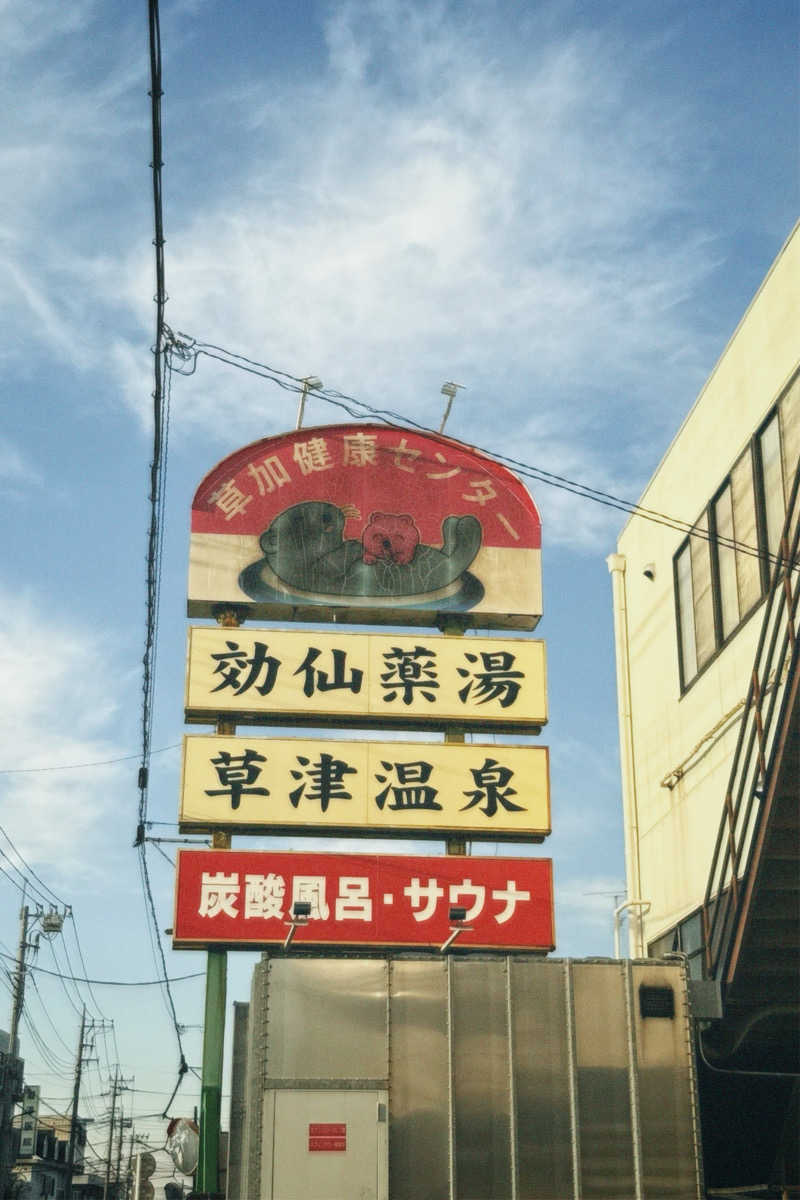 草加健康センター
効仙薬湯
草津温泉
炭酸風呂・サウナ